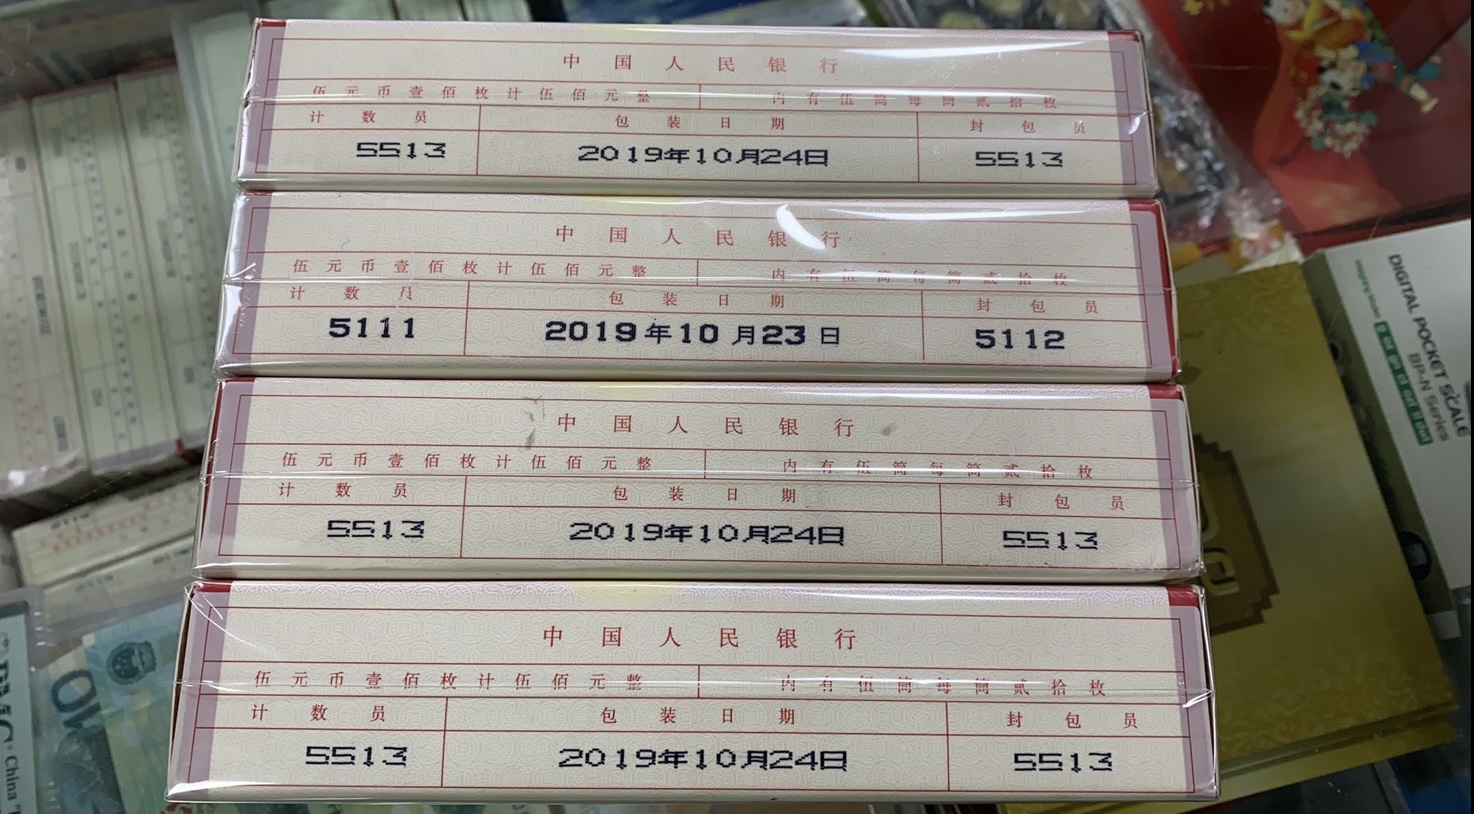 中国人民银行
伍元币壹佰枚计伍佰元整 内有伍筒每筒贰拾枚
计数员 包装日期 封包员
5513 2019年10月24日 5513
中国人民银行
伍元币壹佰枚计伍佰元整 内有伍筒每筒贰拾枚
计数员 包装日期 封包员
5111 2019年10月23日 5112
中国人民银行
伍元币壹佰枚计伍佰元整 内有伍筒每筒贰拾枚
计数员 包装日期 封包员
5513 2019年10月24日 5513
中国人民银行
伍元币壹佰枚计伍佰元整 内有伍筒每筒贰拾枚
计数员 包装日期 封包员
5513 2019年10月24日 5513
DIGITAL POCKET SCALE
BP-N Series
China
10